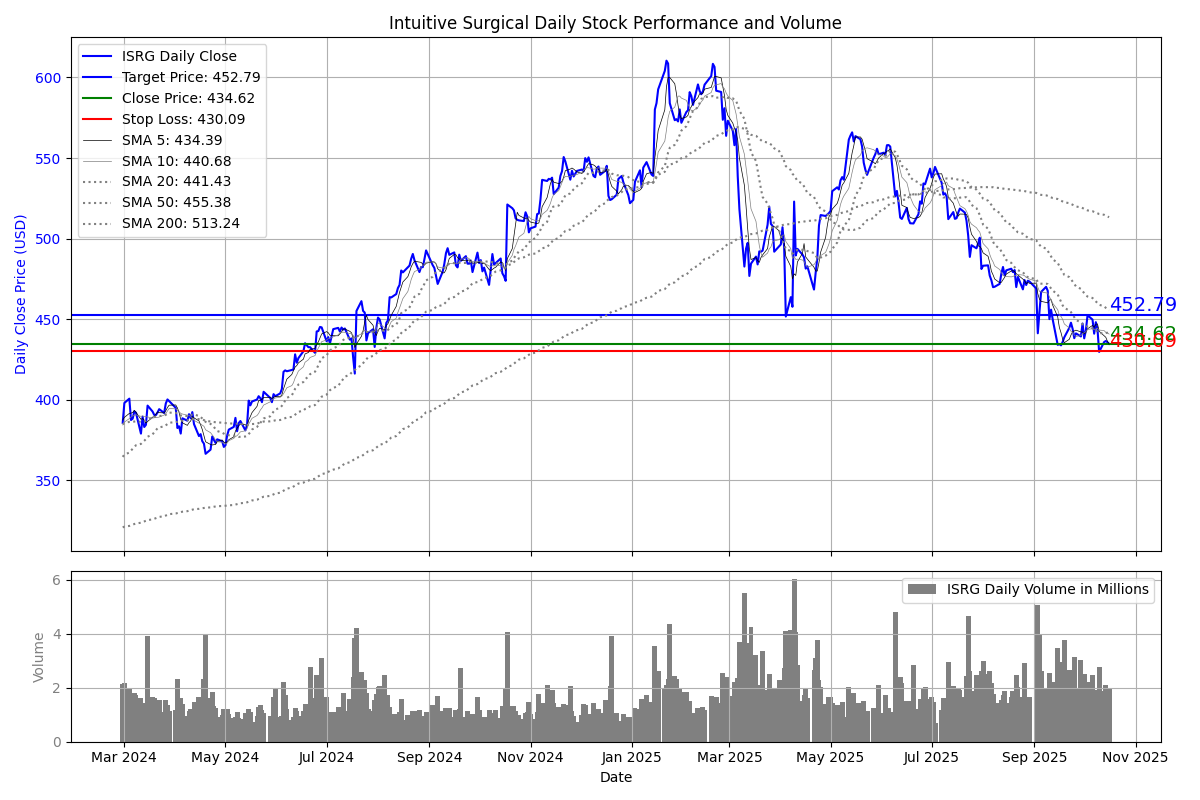 Intuitive Surgical Daily Stock Performance and Volume
ISRG Daily Close
Target Price: 452.79
Close Price: 434.62
Stop Loss: 430.09
SMA 5: 434.39
SMA 10: 440.68
SMA 20: 441.43
SMA 50: 455.38
SMA 200: 513.24
Daily Close Price (USD)
600
550
500
450
400
350
452.79
434.62
430.09
ISRG Daily Volume in Millions
Volume
6
4
2
0
Mar 2024 May 2024 Jul 2024 Sep 2024 Nov 2024 Jan 2025 Mar 2025 May 2025 Jul 2025 Sep 2025 Nov 2025
Date